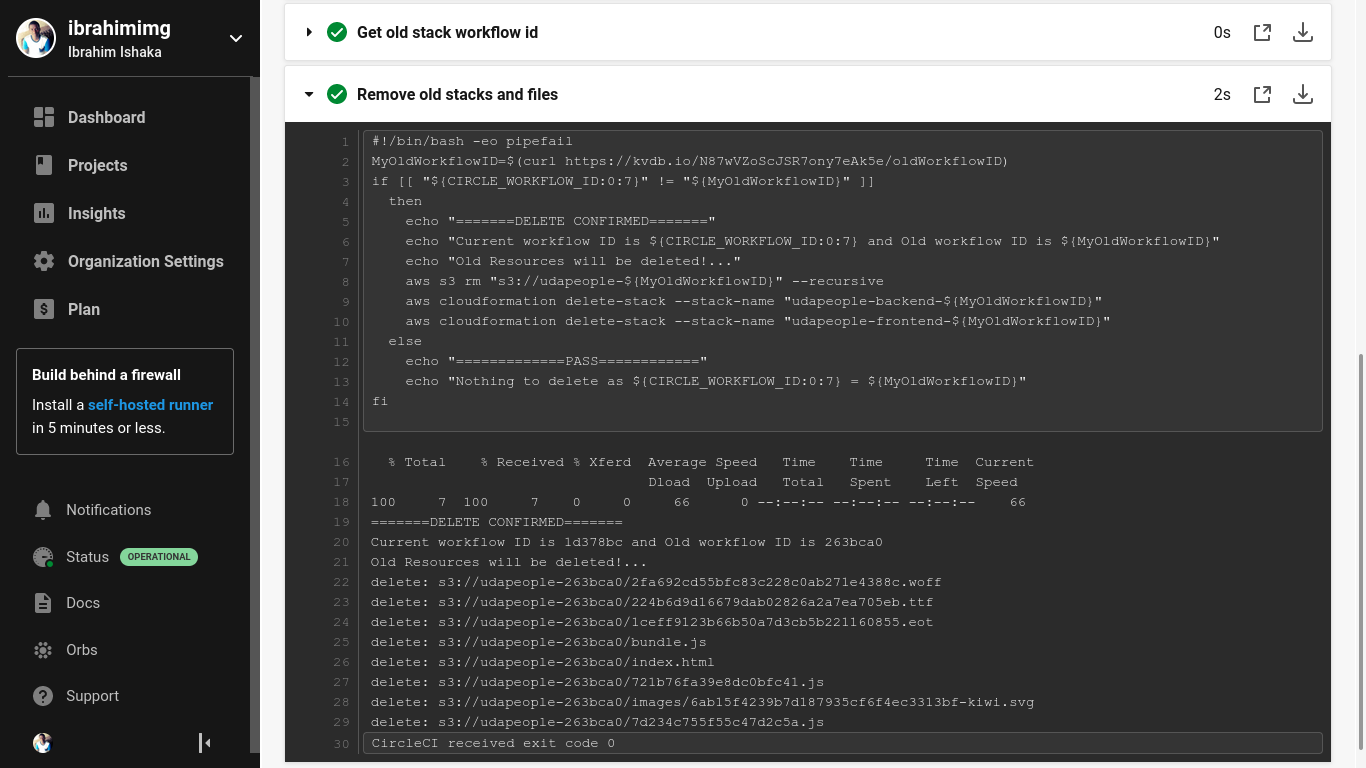 ibrahimimg
Ibrahim Ishaka
Dashboard
Projects
Insights
Organization Settings
Plan
Build behind a firewall
Install a self-hosted runner
in 5 minutes or less.
Notifications
Status OPERATIONAL
Docs
Orbs
Support
Get old stack workflow id 0s
Remove old stacks and files 2s
1 #!/bin/bash -eo pipefail
2 MyOldWorkflowID=$(curl https://kvdb.io/N87wVZoScJSR7ony7eAk5e/oldWorkflowID)
3 if [[ "${CIRCLE_WORKFLOW_ID:0:7}" != "${MyOldWorkflowID}" ]]
4 then
5 echo "=======DELETE CONFIRMED======="
6 echo "Current workflow ID is ${CIRCLE_WORKFLOW_ID:0:7} and Old workflow ID is ${MyOldWorkflowID}"
7 echo "Old Resources will be deleted!..."
8 aws s3 rm "s3://udapeople-${MyOldWorkflowID}" --recursive
9 aws cloudformation delete-stack --stack-name "udapeople-backend-${MyOldWorkflowID}"
10 aws cloudformation delete-stack --stack-name "udapeople-frontend-${MyOldWorkflowID}"
11 else
12 echo "=============PASS============"
13 echo "Nothing to delete as ${CIRCLE_WORKFLOW_ID:0:7} = ${MyOldWorkflowID}"
14 fi
15
16 % Total % Received % Xferd Average Speed Time Time Time Current
17 Dload Upload Total Spent Left Speed
18 100 7 100 7 0 0 66 0 --:--:-- --:--:-- --:--:-- 66
19 =======DELETE CONFIRMED=======
20 Current workflow ID is 1d378bc and Old workflow ID is 263bca0
21 Old Resources will be deleted!...
22 delete: s3://udapeople-263bca0/2fa692cd55bfc83c228c0ab271e4388c.woff
23 delete: s3://udapeople-263bca0/224b6d9d16679dab02826a2a7ea705eb.ttf
24 delete: s3://udapeople-263bca0/1ceff9123b66b50a7d3cb5b221160855.eot
25 delete: s3://udapeople-263bca0/bundle.js
26 delete: s3://udapeople-263bca0/index.html
27 delete: s3://udapeople-263bca0/721b76fa39e8dc0bfc41.js
28 delete: s3://udapeople-263bca0/images/6ab15f4239b7d187935cf6f4ec3313bf-kiwi.svg
29 delete: s3://udapeople-263bca0/7d234c755f55c47d2c5a.js
30 CircleCI received exit code 0